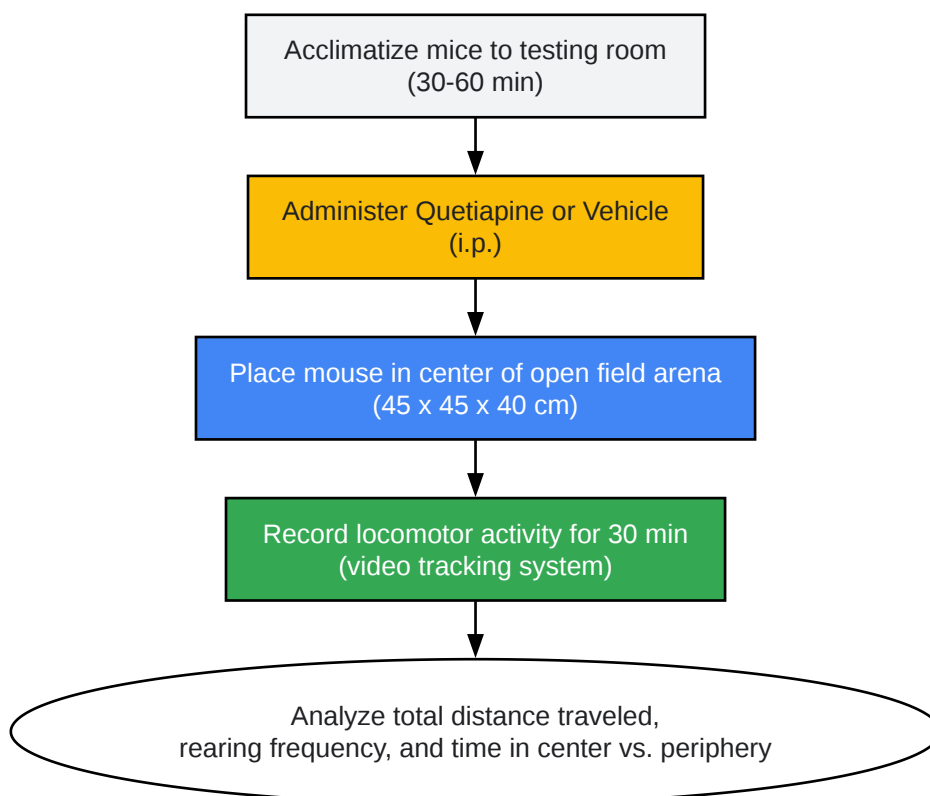 Acclimatize mice to testing room
(30-60 min)
Administer Quetiapine or Vehicle
(i.p.)
Place mouse in center of open field arena
(45 x 45 x 40 cm)
Record locomotor activity for 30 min
(video tracking system)
Analyze total distance traveled,
rearing frequency, and time in center vs. periphery